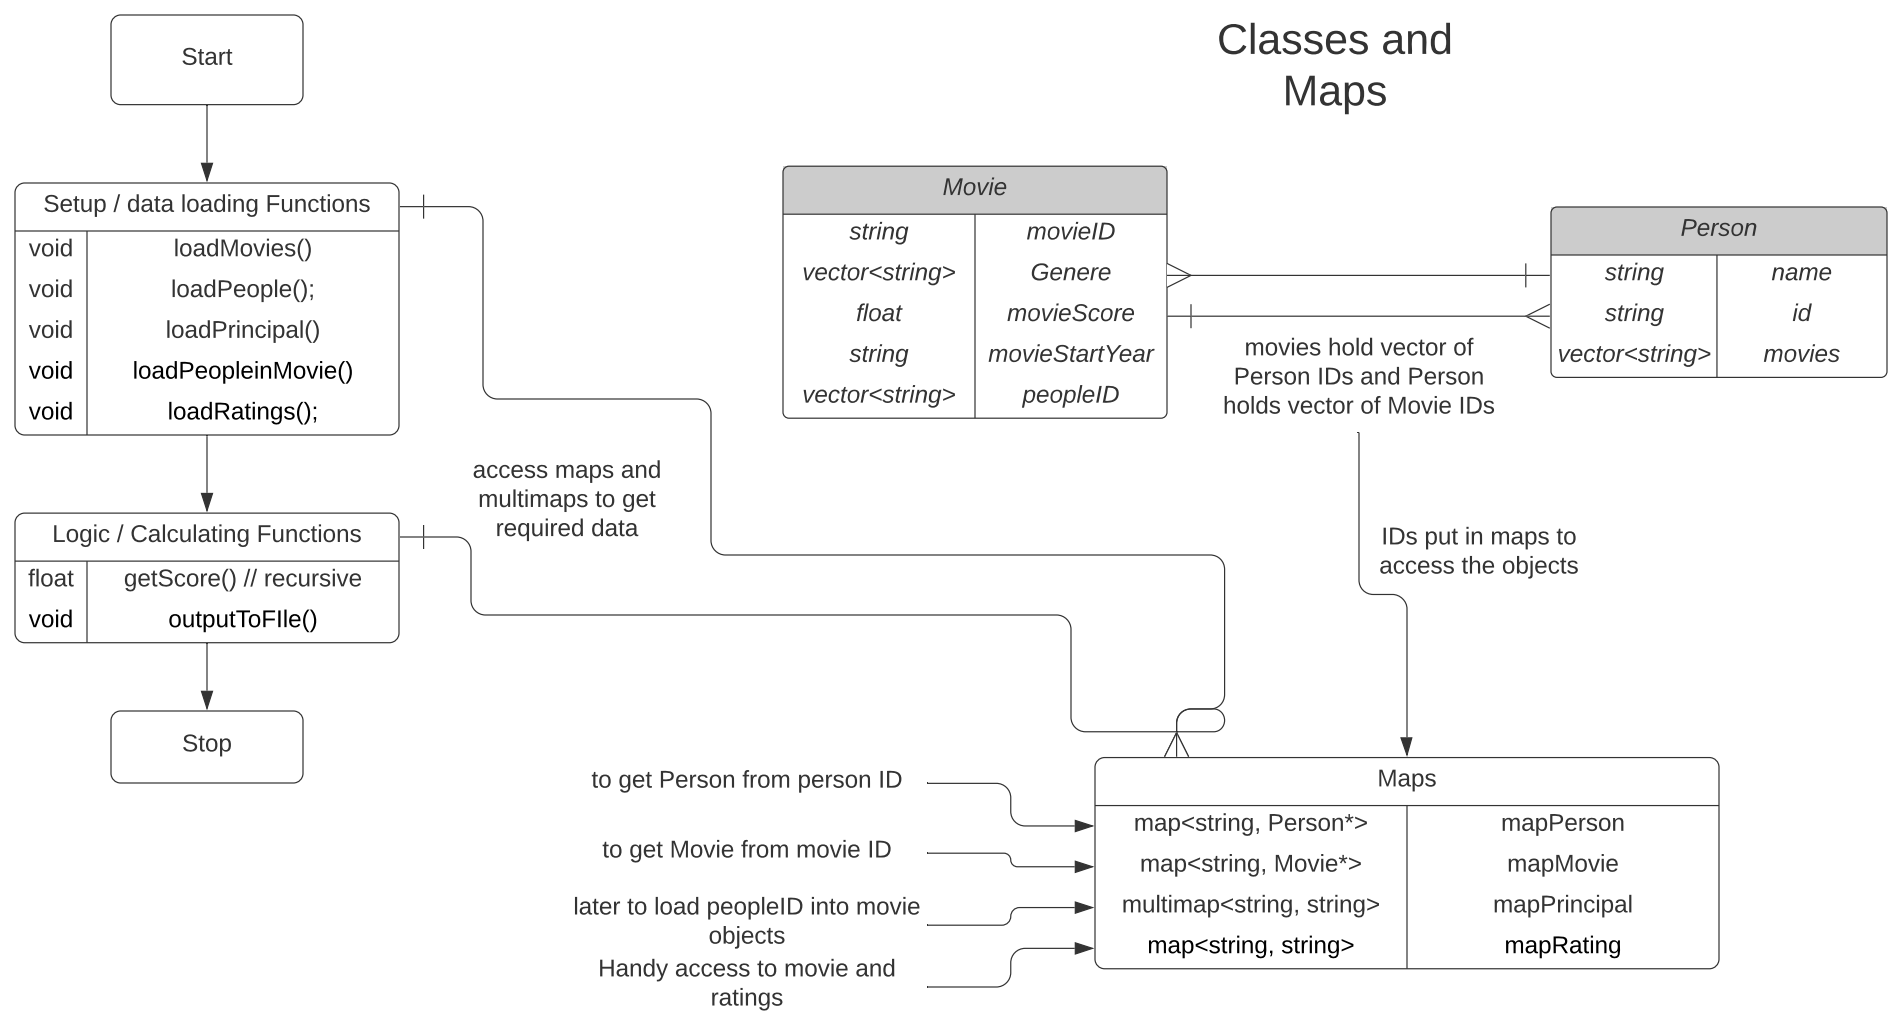 Start
Classes and
Maps
Setup / data loading Functions
void loadMovies()
void loadPeople();
void loadPrincipal()
void loadPeopleinMovie()
void loadRatings();
Movie
string movieID
vector<string> Genere
float movieScore
string movieStartYear
vector<string> peopleID
Person
string name
string id
vector<string> movies
movies hold vector of
Person IDs and Person
holds vector of Movie IDs
access maps and
multimaps to get
required data
Logic / Calculating Functions
float getScore() // recursive
void outputToFIle()
IDs put in maps to
access the objects
Stop
to get Person from person ID
to get Movie from movie ID
later to load peopleID into movie
objects
Handy access to movie and
ratings
Maps
map<string, Person*> mapPerson
map<string, Movie*> mapMovie
multimap<string, string> mapPrincipal
map<string, string> mapRating